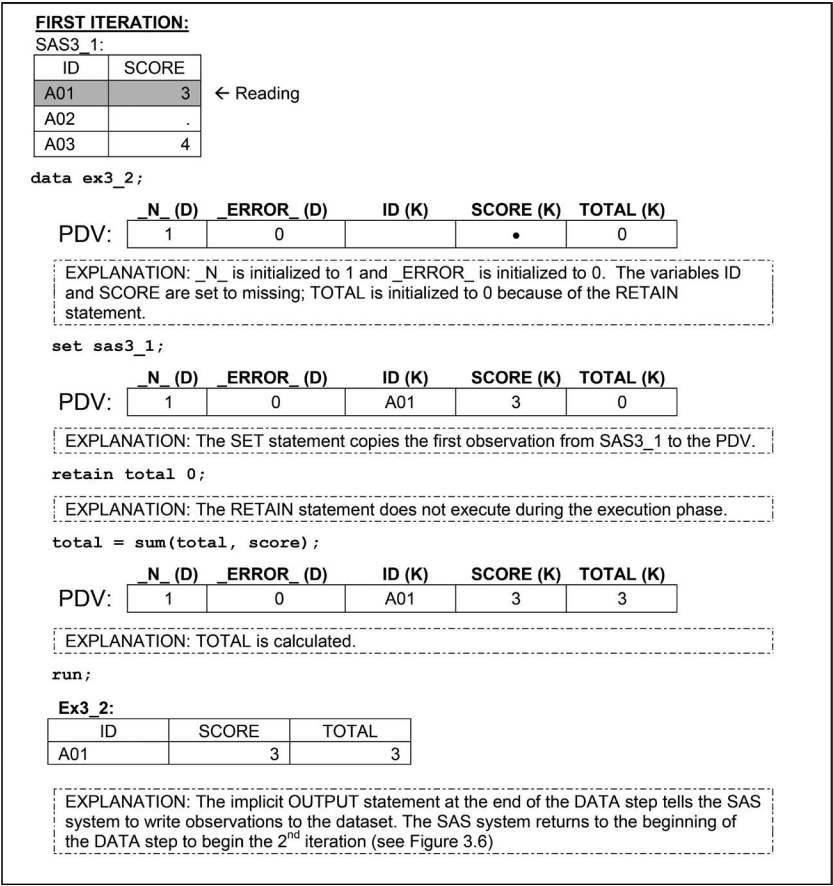 FIRST ITERATION:
SAS3_1:
ID SCORE
A01 3 ← Reading
A02 .
A03 4
data ex3_2;
_N_ (D) _ERROR_ (D) ID (K) SCORE (K) TOTAL (K)
PDV: 1 0 • 0
EXPLANATION: _N_ is initialized to 1 and _ERROR_ is initialized to 0. The variables ID
and SCORE are set to missing; TOTAL is initialized to 0 because of the RETAIN
statement.
set sas3_1;
_N_ (D) _ERROR_ (D) ID (K) SCORE (K) TOTAL (K)
PDV: 1 0 A01 3 0
EXPLANATION: The SET statement copies the first observation from SAS3_1 to the PDV.
retain total 0;
EXPLANATION: The RETAIN statement does not execute during the execution phase.
total = sum(total, score);
_N_ (D) _ERROR_ (D) ID (K) SCORE (K) TOTAL (K)
PDV: 1 0 A01 3 3
EXPLANATION: TOTAL is calculated.
run;
Ex3_2:
ID SCORE TOTAL
A01 3 3
EXPLANATION: The implicit OUTPUT statement at the end of the DATA step tells the SAS
system to write observations to the dataset. The SAS system returns to the beginning of
the DATA step to begin the 2nd iteration (see Figure 3.6)